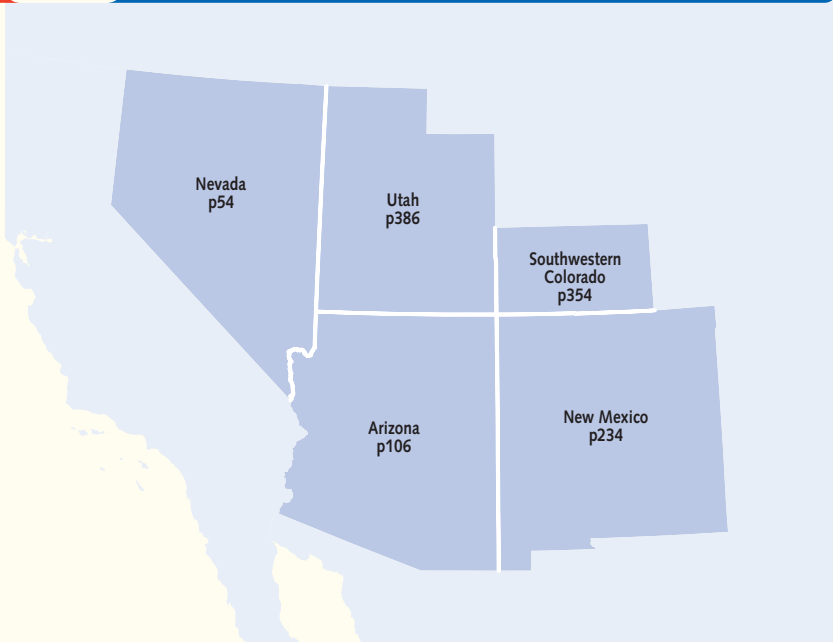 Nevada
p54
Utah
p386
Southwestern
Colorado
p354
Arizona
p106
New Mexico
p234